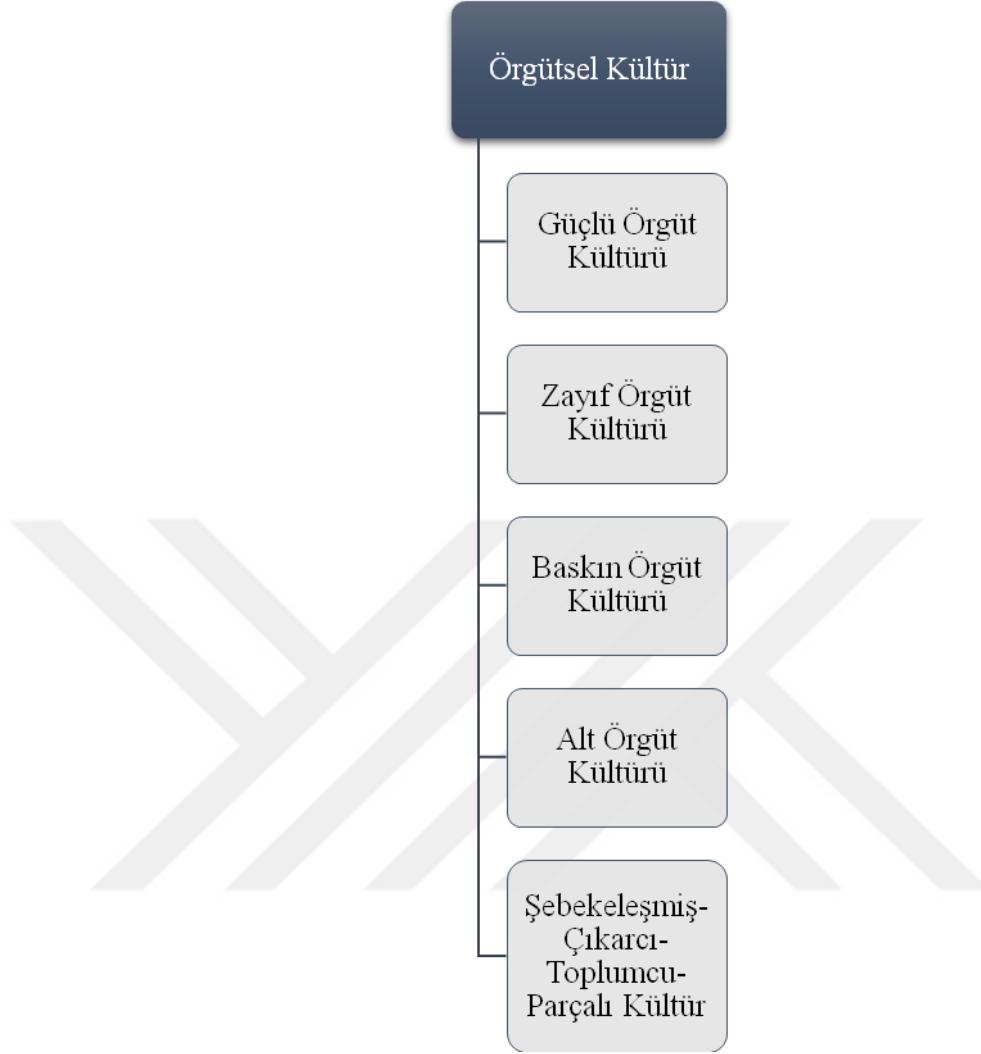 Örgütsel Kültür
Güçlü Örgüt
Kültürü
Zayıf Örgüt
Kültürü
Baskın Örgüt
Kültürü
Alt Örgüt
Kültürü
Şebekeleşmiş-
Çıkarcı-
Toplumcu-
Parçalı Kültür